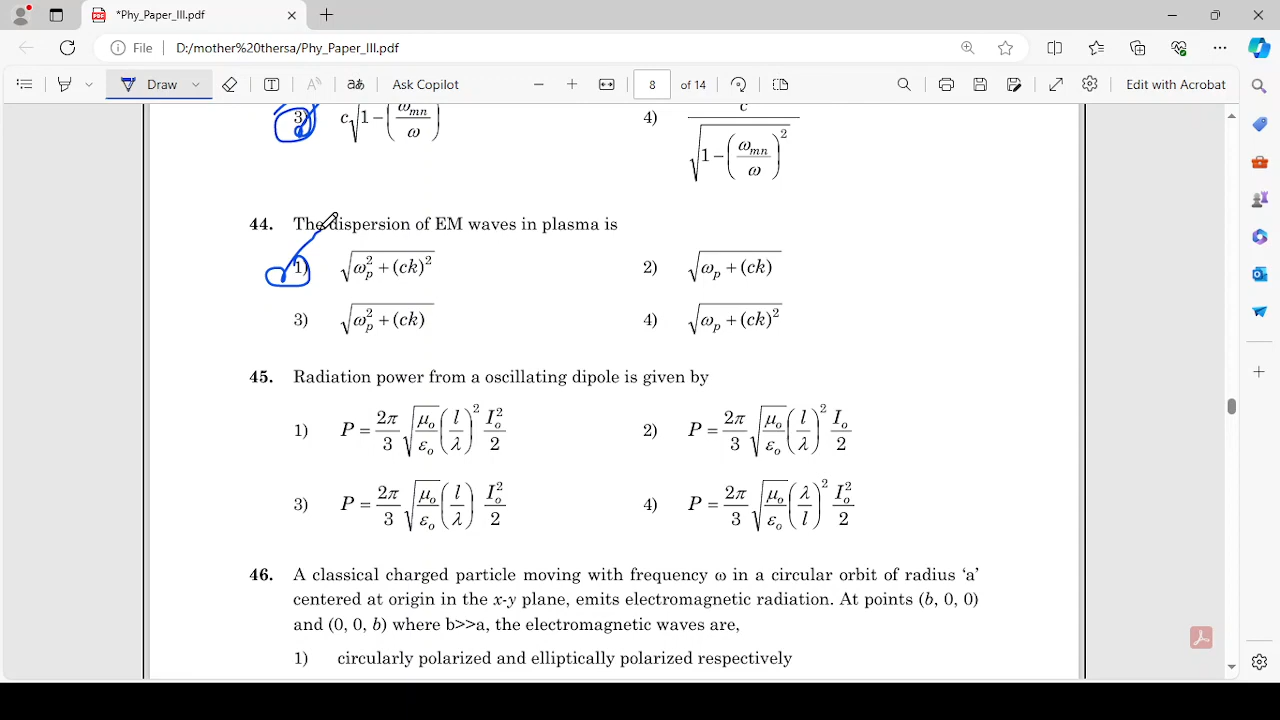 *Phy_Paper_III.pdf
File D:/mother%20thersa/Phy_Paper_III.pdf
Draw Ask Copilot 8 of 14 Edit with Acrobat
3) c√1−(ω_mn/ω) 4) c/√(1−(ω_mn/ω)²)
44. The dispersion of EM waves in plasma is
1) √(ω_p²+(ck)²) 2) √(ω_p+(ck))
3) √(ω_p²+(ck)) 4) √(ω_p+(ck)²)
45. Radiation power from a oscillating dipole is given by
1) P = 2π/3 √(μ_o/ε_o) (l/λ)² I_o²/2 2) P = 2π/3 √(μ_o/ε_o) (l/λ)² I_o/2
3) P = 2π/3 √(μ_o/ε_o) (l/λ) I_o²/2 4) P = 2π/3 √(μ_o/ε_o) (λ/l)² I_o²/2
46. A classical charged particle moving with frequency ω in a circular orbit of radius ‘a’
centered at origin in the x-y plane, emits electromagnetic radiation. At points (b, 0, 0)
and (0, 0, b) where b>>a, the electromagnetic waves are,
1) circularly polarized and elliptically polarized respectively